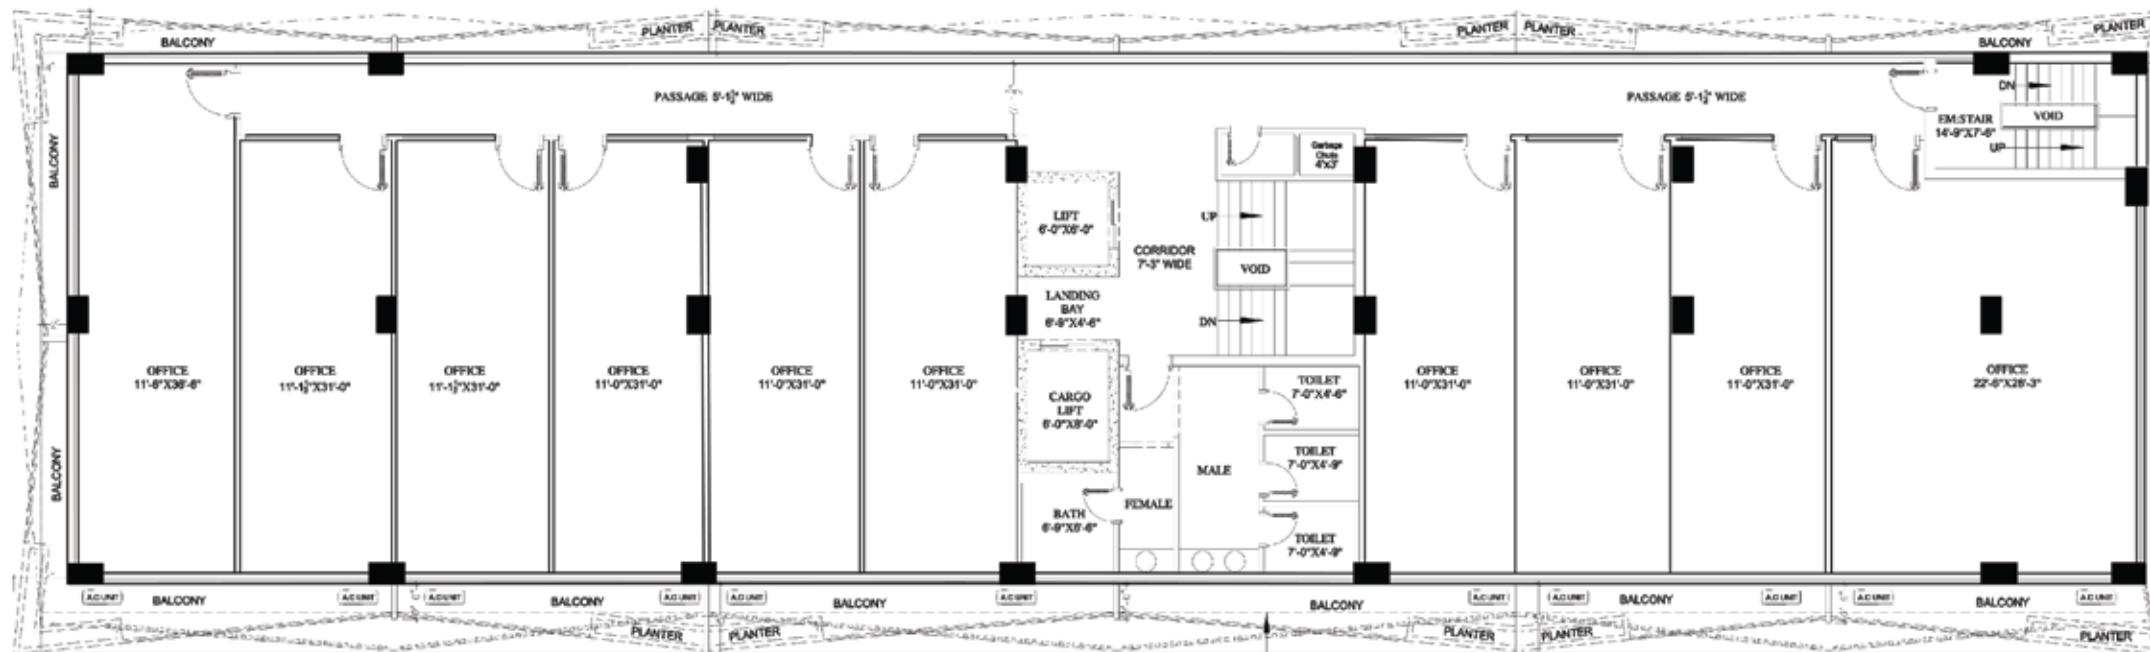 PLANTER PLANTER
PLANTER PLANTER
PLANTER
BALCONY
BALCONY
PASSAGE 5'-1½" WIDE
PASSAGE 5'-1½" WIDE
DN
VOID
EM:STAIR
14'-9"X7'-6"
UP
BALCONY
Garbage
Chute
4'x3'
LIFT
6'-0"X6'-0"
UP
CORRIDOR
7'-3" WIDE
VOID
LANDING
BAY
6'-9"X4'-6"
DN
OFFICE
11'-6"X36'-6"
OFFICE
11'-1½"X31'-0"
OFFICE
11'-1½"X31'-0"
OFFICE
11'-0"X31'-0"
OFFICE
11'-0"X31'-0"
OFFICE
11'-0"X31'-0"
CARGO
LIFT
6'-0"X8'-0"
TOILET
7'-0"X4'-6"
OFFICE
11'-0"X31'-0"
OFFICE
11'-0"X31'-0"
OFFICE
11'-0"X31'-0"
OFFICE
22'-6"X28'-3"
BALCONY
MALE
TOILET
7'-0"X4'-9"
FEMALE
BATH
6'-9"X6'-6"
TOILET
7'-0"X4'-9"
A.C UNIT
BALCONY
A.C UNIT
A.C UNIT
BALCONY
A.C UNIT
A.C UNIT
BALCONY
A.C UNIT
BALCONY
A.C UNIT
A.C UNIT
BALCONY
A.C UNIT
A.C UNIT
BALCONY
A.C UNIT
PLANTER
PLANTER
PLANTER
PLANTER
PLANTER